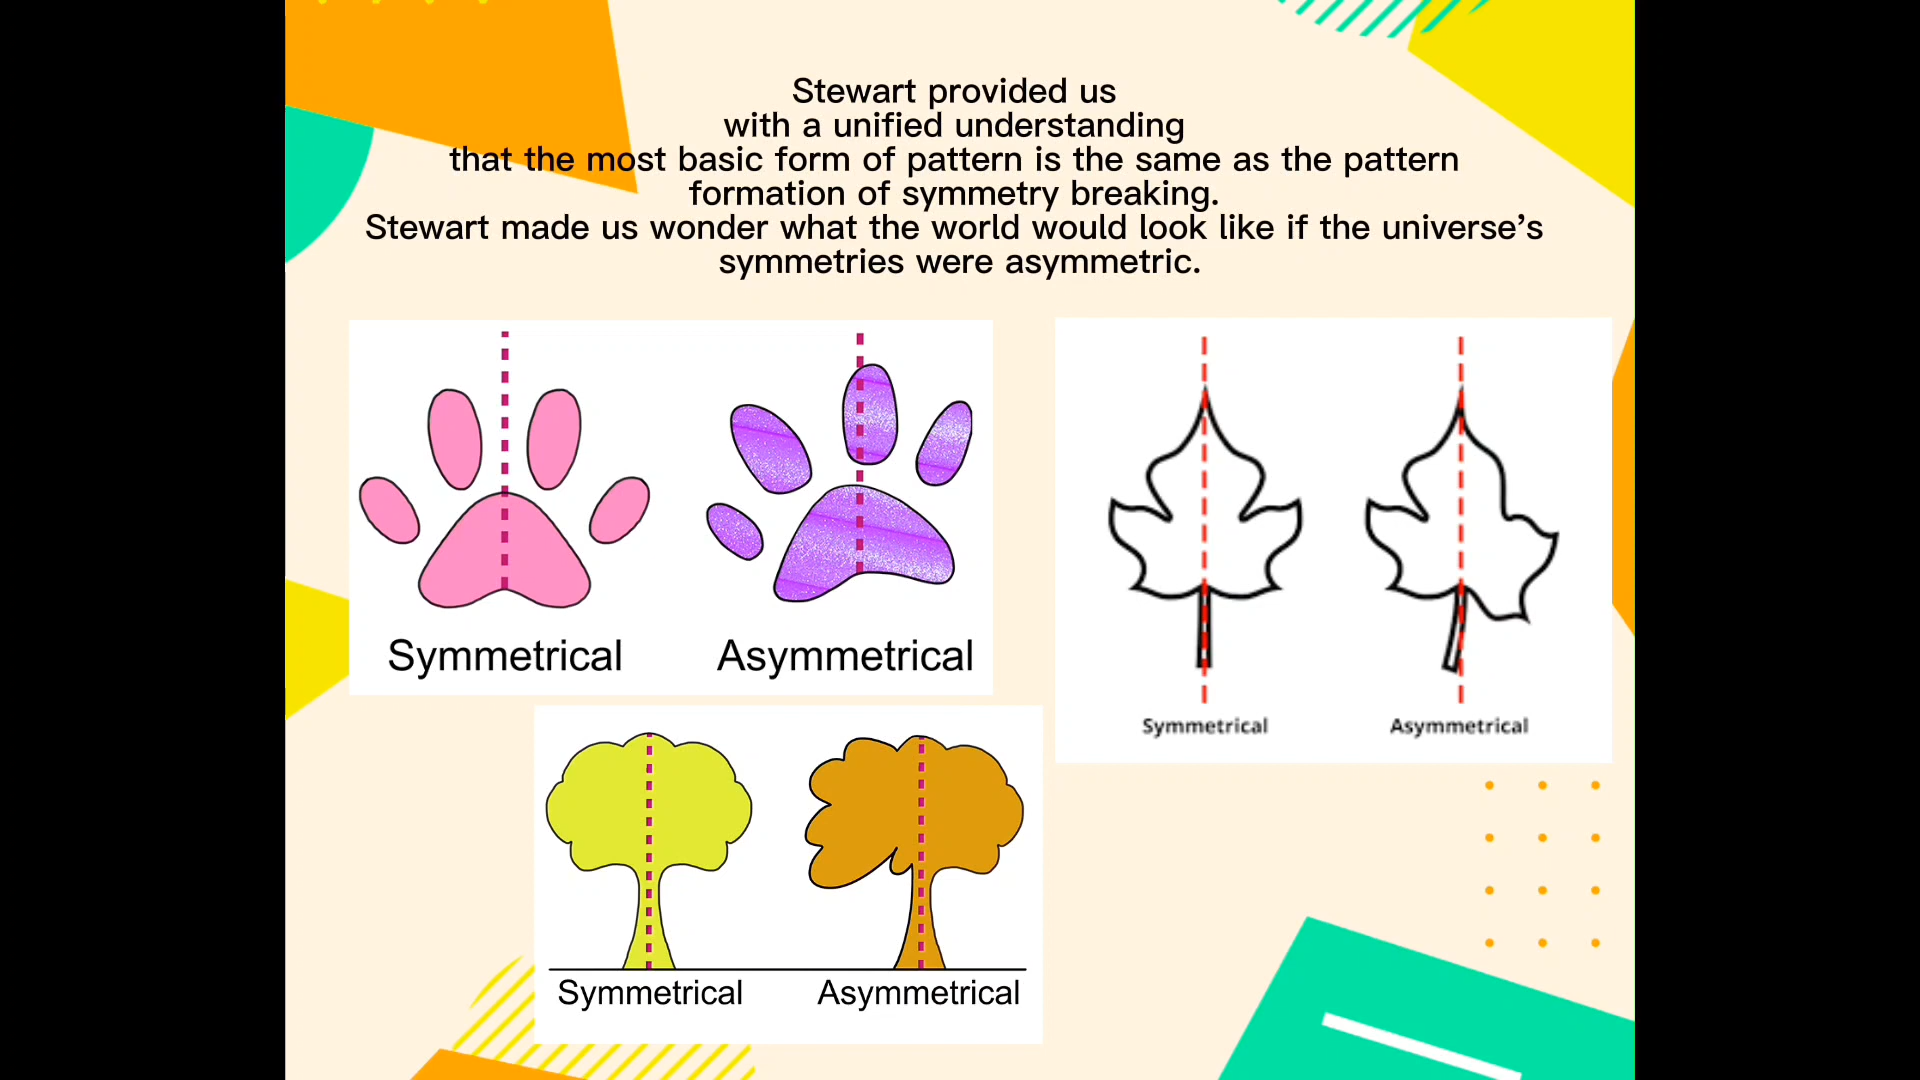 Stewart provided us
with a unified understanding
that the most basic form of pattern is the same as the pattern
formation of symmetry breaking.
Stewart made us wonder what the world would look like if the universe’s
symmetries were asymmetric.
Symmetrical
Asymmetrical
Symmetrical
Asymmetrical
Symmetrical
Asymmetrical